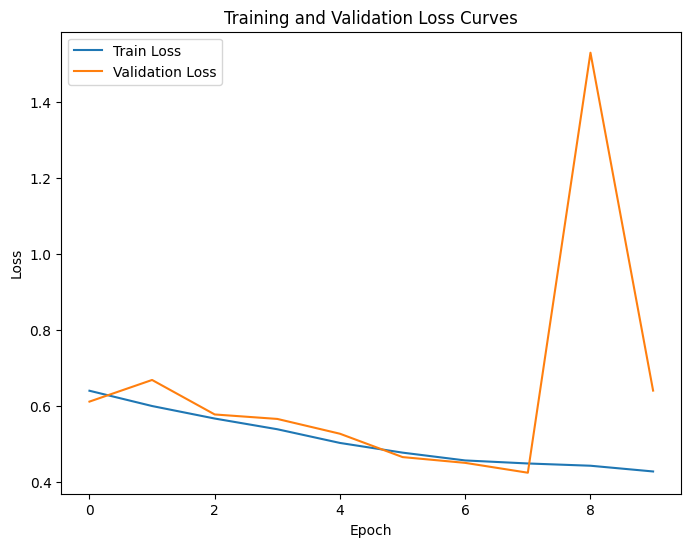 Training and Validation Loss Curves
Train Loss
Validation Loss
1.4
1.2
1.0
0.8
0.6
0.4
Loss
0 2 4 6 8
Epoch